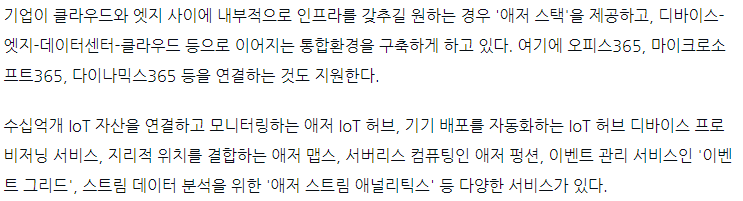 기업이 클라우드와 엣지 사이에 내부적으로 인프라를 갖추길 원하는 경우 '애저 스택'을 제공하고, 디바이스-
엣지-데이터센터-클라우드 등으로 이어지는 통합환경을 구축하게 하고 있다. 여기에 오피스365, 마이크로소
프트365, 다이나믹스365 등을 연결하는 것도 지원한다.
수십억개 IoT 자산을 연결하고 모니터링하는 애저 IoT 허브, 기기 배포를 자동화하는 IoT 허브 디바이스 프로
비저닝 서비스, 지리적 위치를 결합하는 애저 맵스, 서버리스 컴퓨팅인 애저 펑션, 이벤트 관리 서비스인 '이벤
트 그리드', 스트림 데이터 분석을 위한 '애저 스트림 애널리틱스' 등 다양한 서비스가 있다.